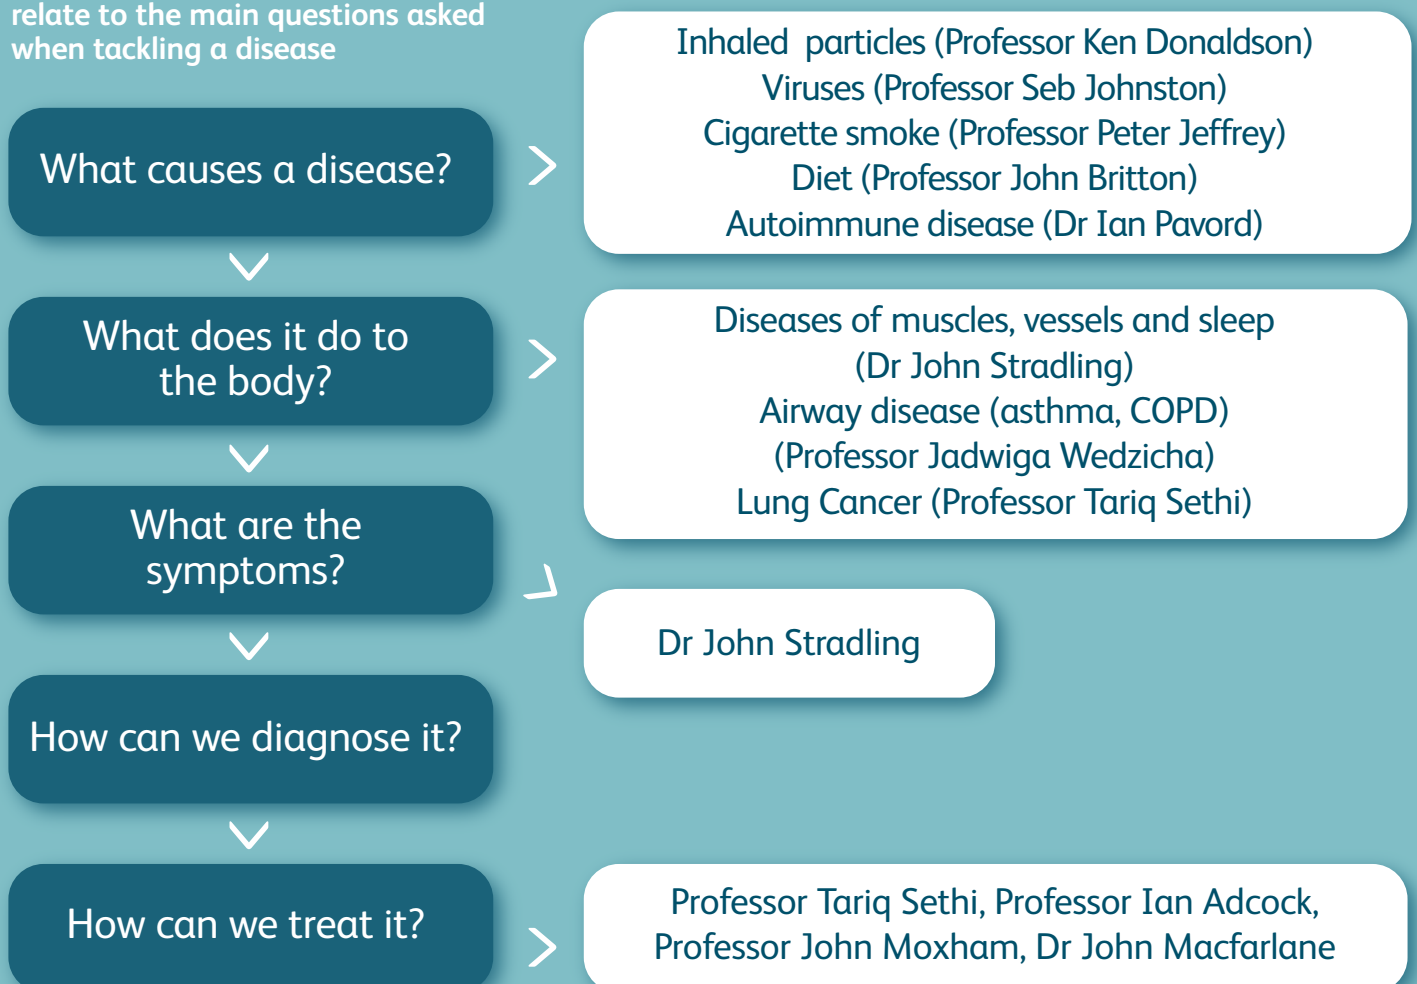 relate to the main questions asked
when tackling a disease
What causes a disease?
Inhaled particles (Professor Ken Donaldson)
Viruses (Professor Seb Johnston)
Cigarette smoke (Professor Peter Jeffrey)
Diet (Professor John Britton)
Autoimmune disease (Dr Ian Pavord)
What does it do to
the body?
Diseases of muscles, vessels and sleep
(Dr John Stradling)
Airway disease (asthma, COPD)
(Professor Jadwiga Wedzicha)
Lung Cancer (Professor Tariq Sethi)
What are the
symptoms?
Dr John Stradling
How can we diagnose it?
How can we treat it?
Professor Tariq Sethi, Professor Ian Adcock,
Professor John Moxham, Dr John Macfarlane